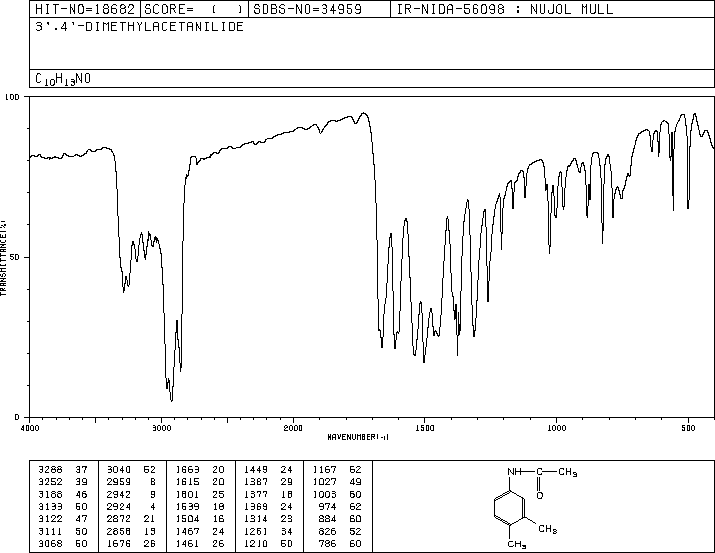 HIT-NO=18682 SCORE= ( ) SDBS-NO=34959 IR-NIDA-56098 : NUJOL MULL
3',4'-DIMETHYLACETANILIDE
C10H13NO
100
TRANSMITTANCE(%)
50
0
4000 3000 2000 1500 1000 500
WAVENUMBER(-1)
3288 37 3040 52 1663 20 1449 24 1167 62
3252 39 2959 8 1615 20 1387 29 1027 49
3188 46 2942 9 1601 25 1377 18 1003 60
3133 50 2924 4 1539 18 1369 24 974 62
3122 47 2872 21 1504 16 1314 23 884 60
3111 50 2858 13 1467 24 1261 34 826 52
3068 50 1676 26 1461 26 1210 50 786 60
NH C CH3
O
CH3
CH3